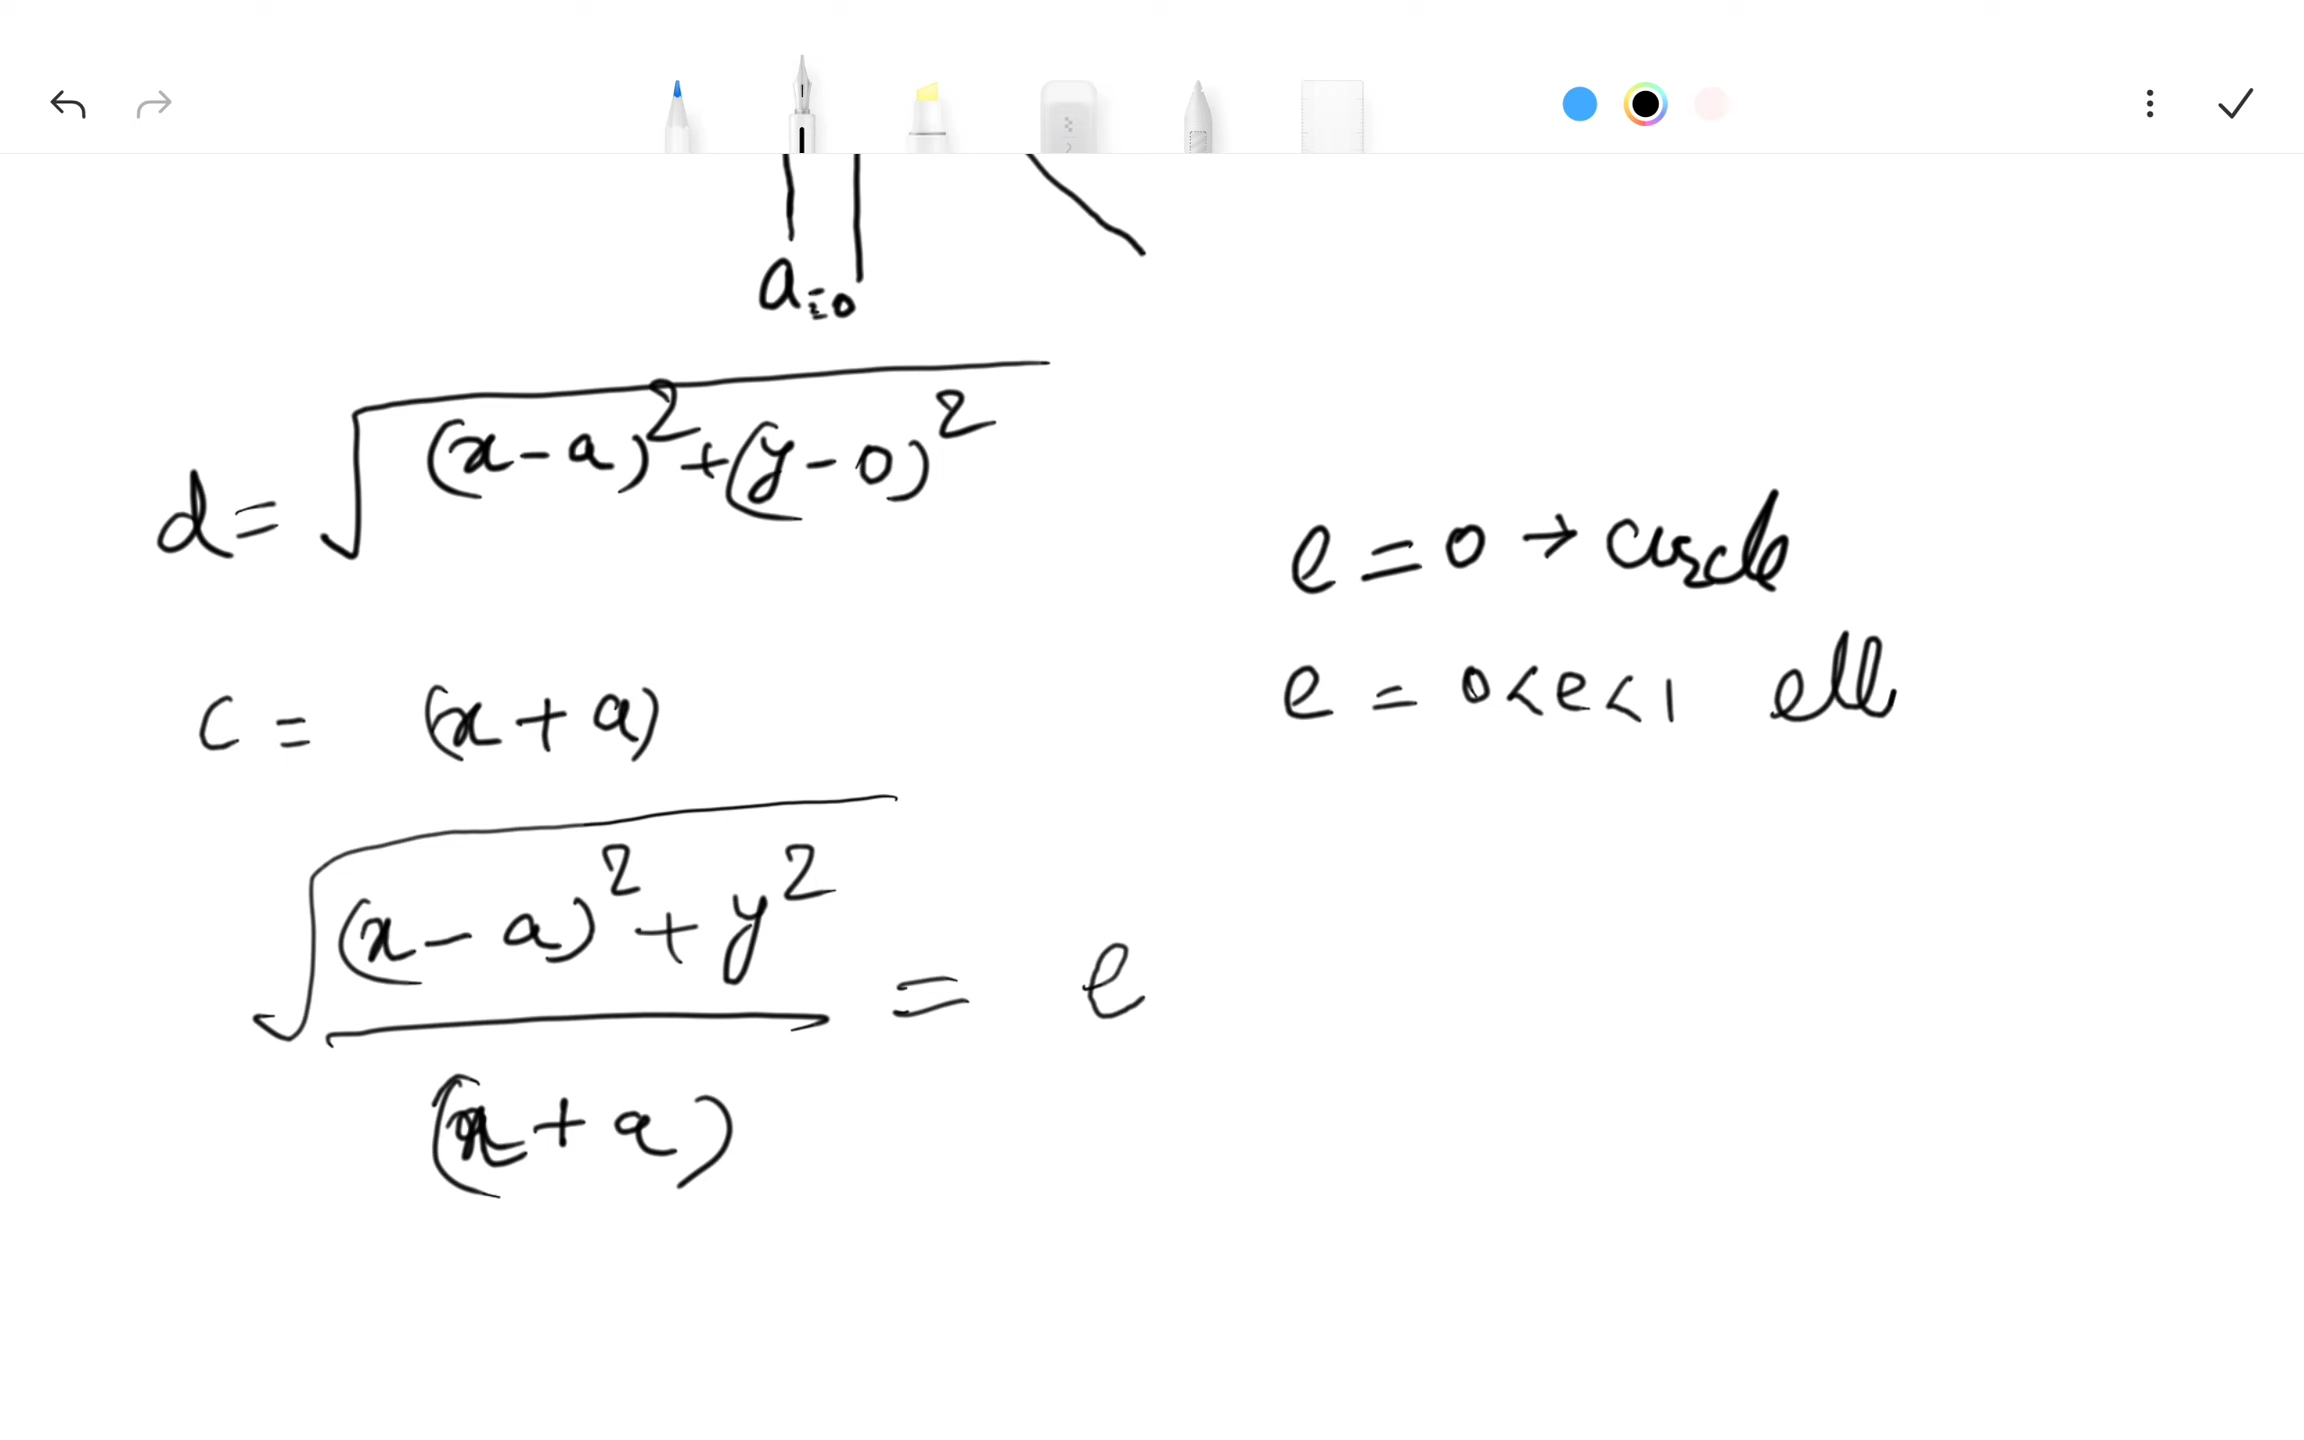 a=0
d=√((x-a)²+(y-0)²)
e=0→circle
e=0<e<1 ell
c= (x+a)
√((x-a)²+y²)/(x+a) = e